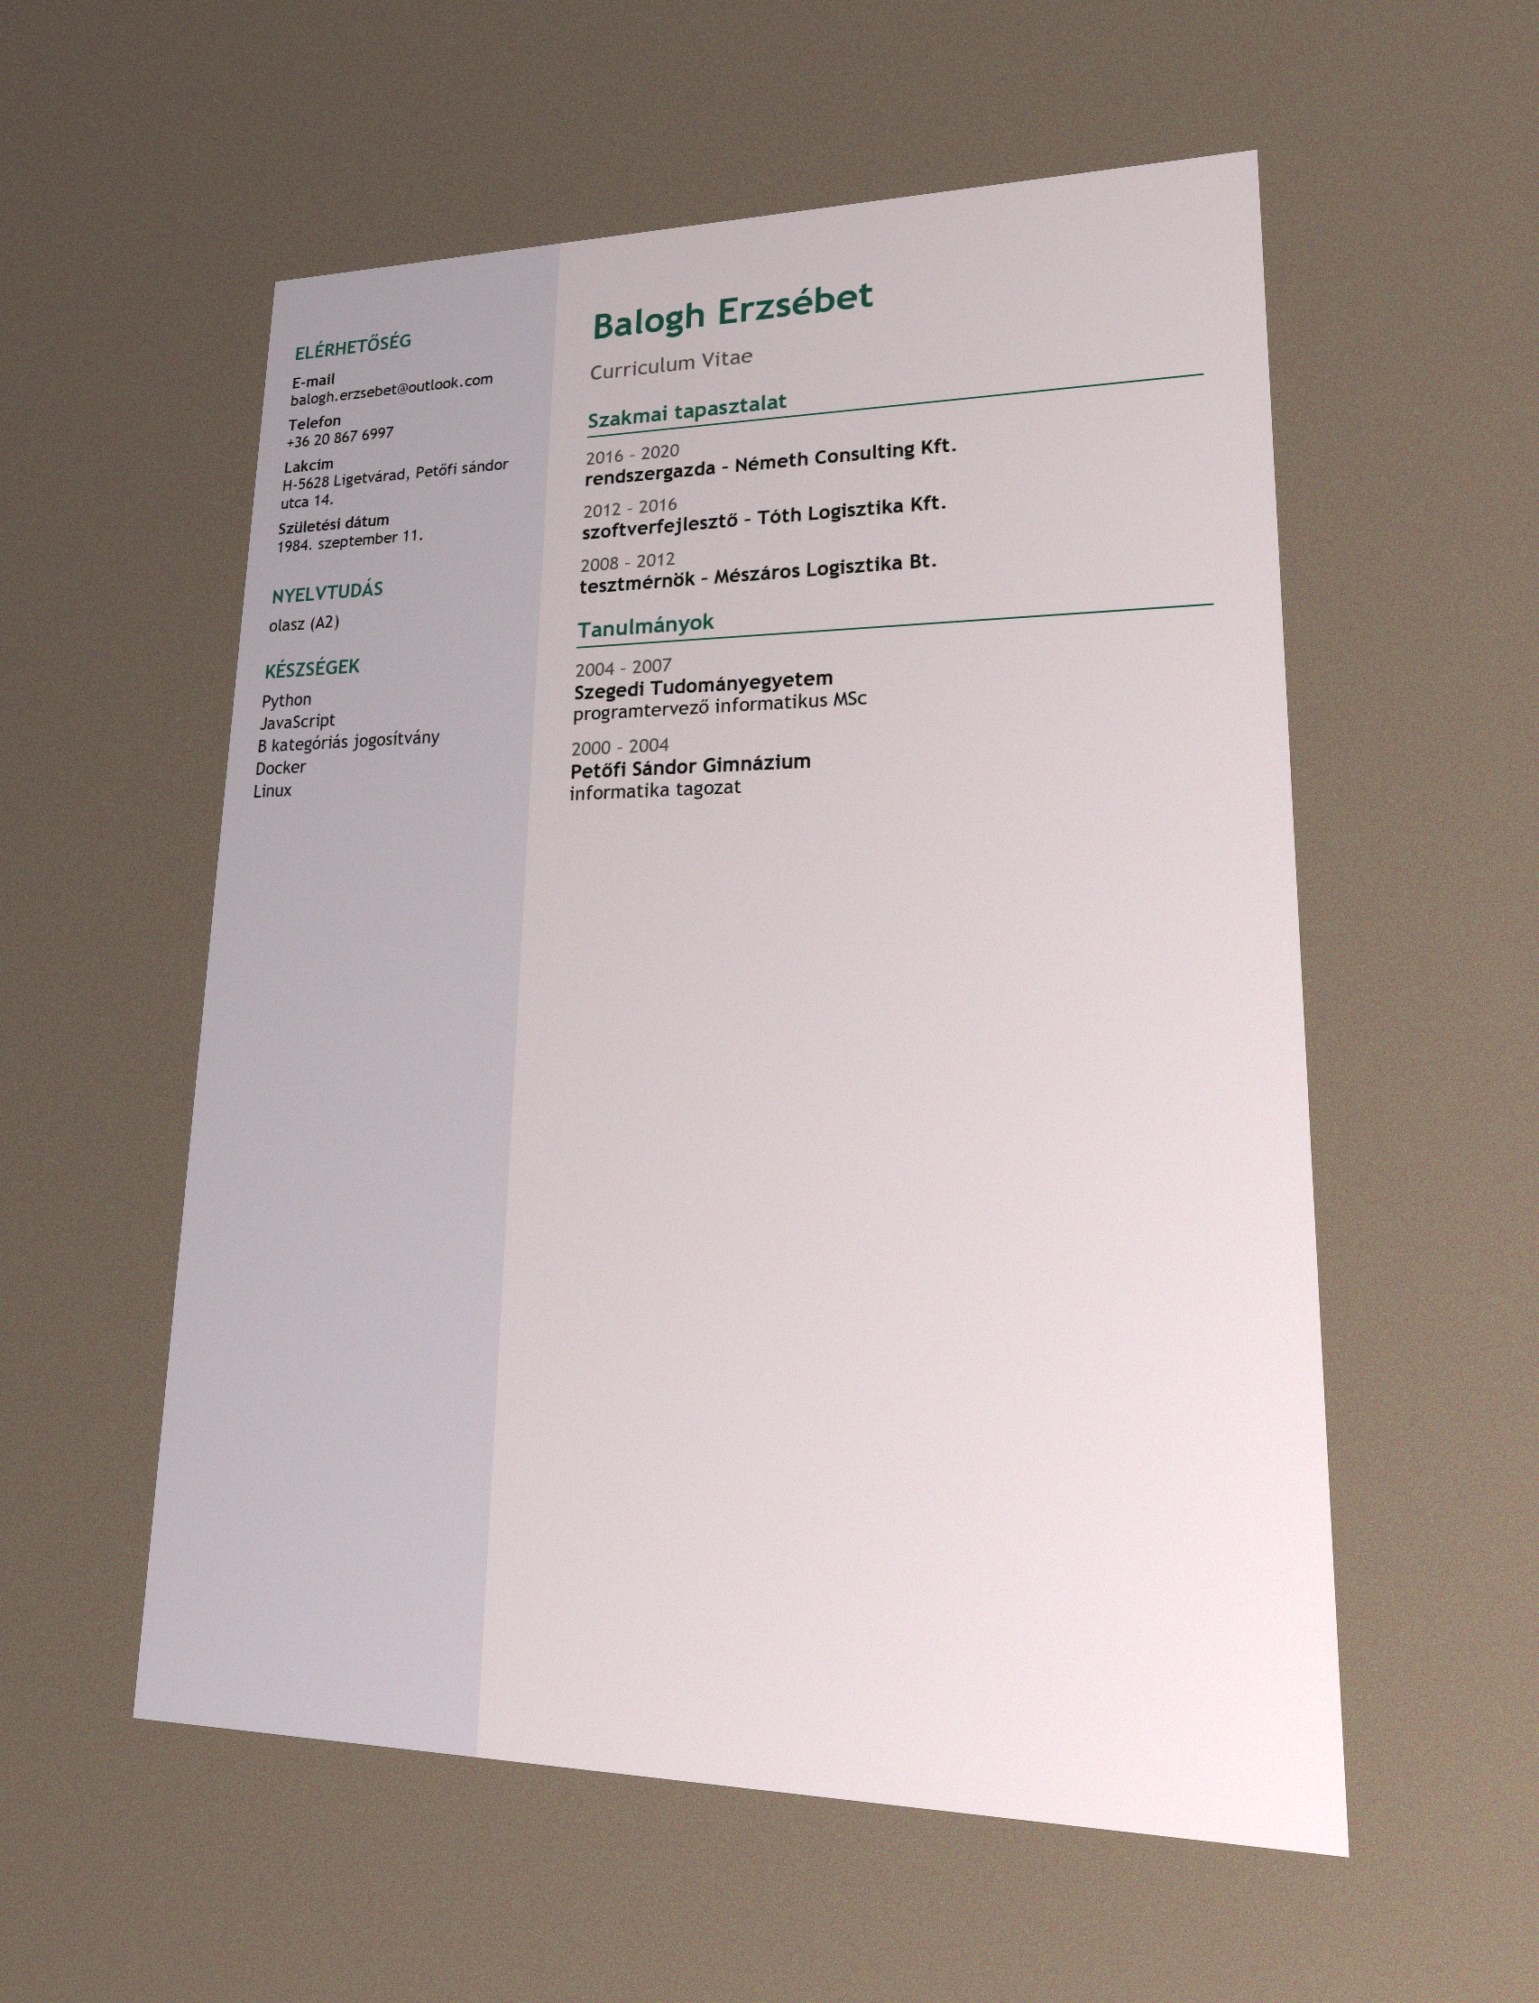 ELÉRHETŐSÉG
E-mail
balogh.erzsebet@outlook.com
Telefon
+36 20 867 6997
Lakcím
H-5628 Ligetvárad, Petőfi sándor
utca 14.
Születési dátum
1984. szeptember 11.
NYELVTUDÁS
olasz (A2)
KÉSZSÉGEK
Python
JavaScript
B kategóriás jogosítvány
Docker
Linux
Balogh Erzsébet
Curriculum Vitae
Szakmai tapasztalat
2016 - 2020
rendszergazda – Németh Consulting Kft.
2012 - 2016
szoftverfejlesztő – Tóth Logisztika Kft.
2008 - 2012
tesztmérnök – Mészáros Logisztika Bt.
Tanulmányok
2004 - 2007
Szegedi Tudományegyetem
programtervező informatikus MSc
2000 - 2004
Petőfi Sándor Gimnázium
informatika tagozat